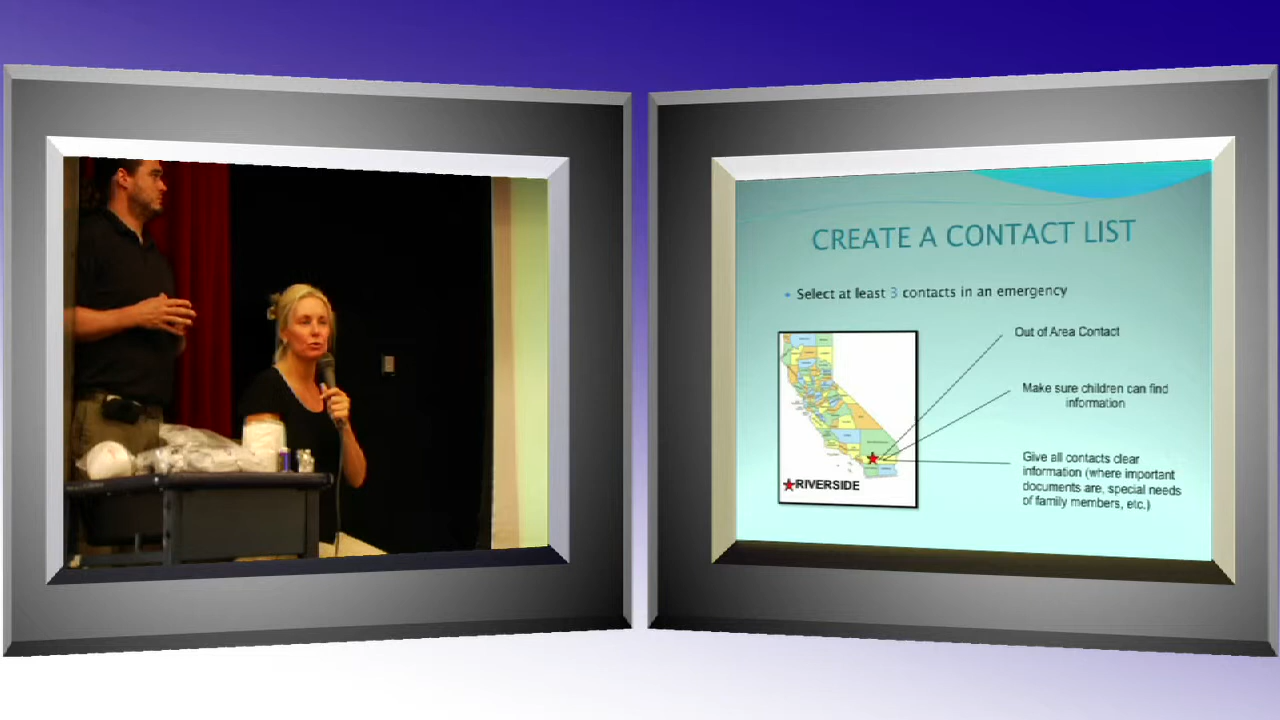 CREATE A CONTACT LIST
• Select at least 3 contacts in an emergency
Out of Area Contact
Make sure children can find
information
Give all contacts clear
information (where important
documents are, special needs
of family members, etc.)
RIVERSIDE